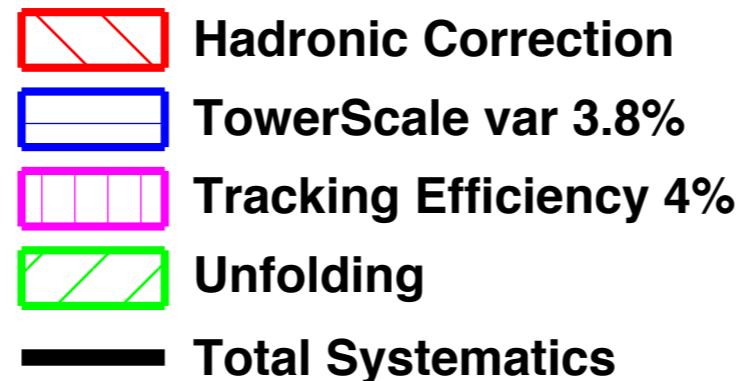 Hadronic Correction
TowerScale var 3.8%
Tracking Efficiency 4%
Unfolding
Total Systematics